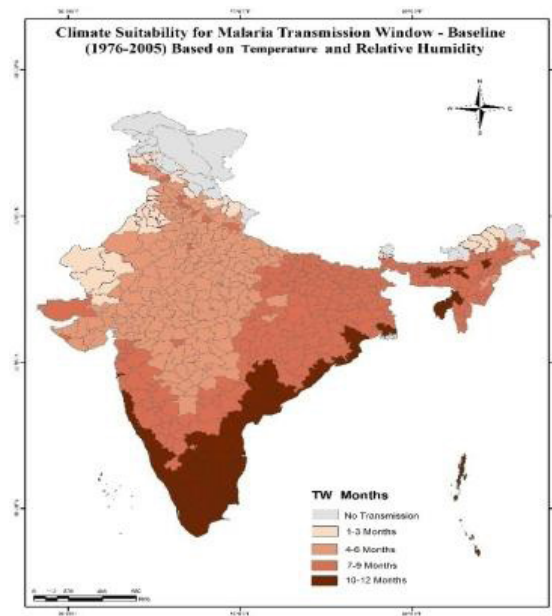 Climate Suitability for Malaria Transmission Window - Baseline
(1976-2005) Based on Temperature and Relative Humidity
N
W
E
S
TW Months
No Transmission
1-3 Months
4-6 Months
7-9 Months
10-12 Months